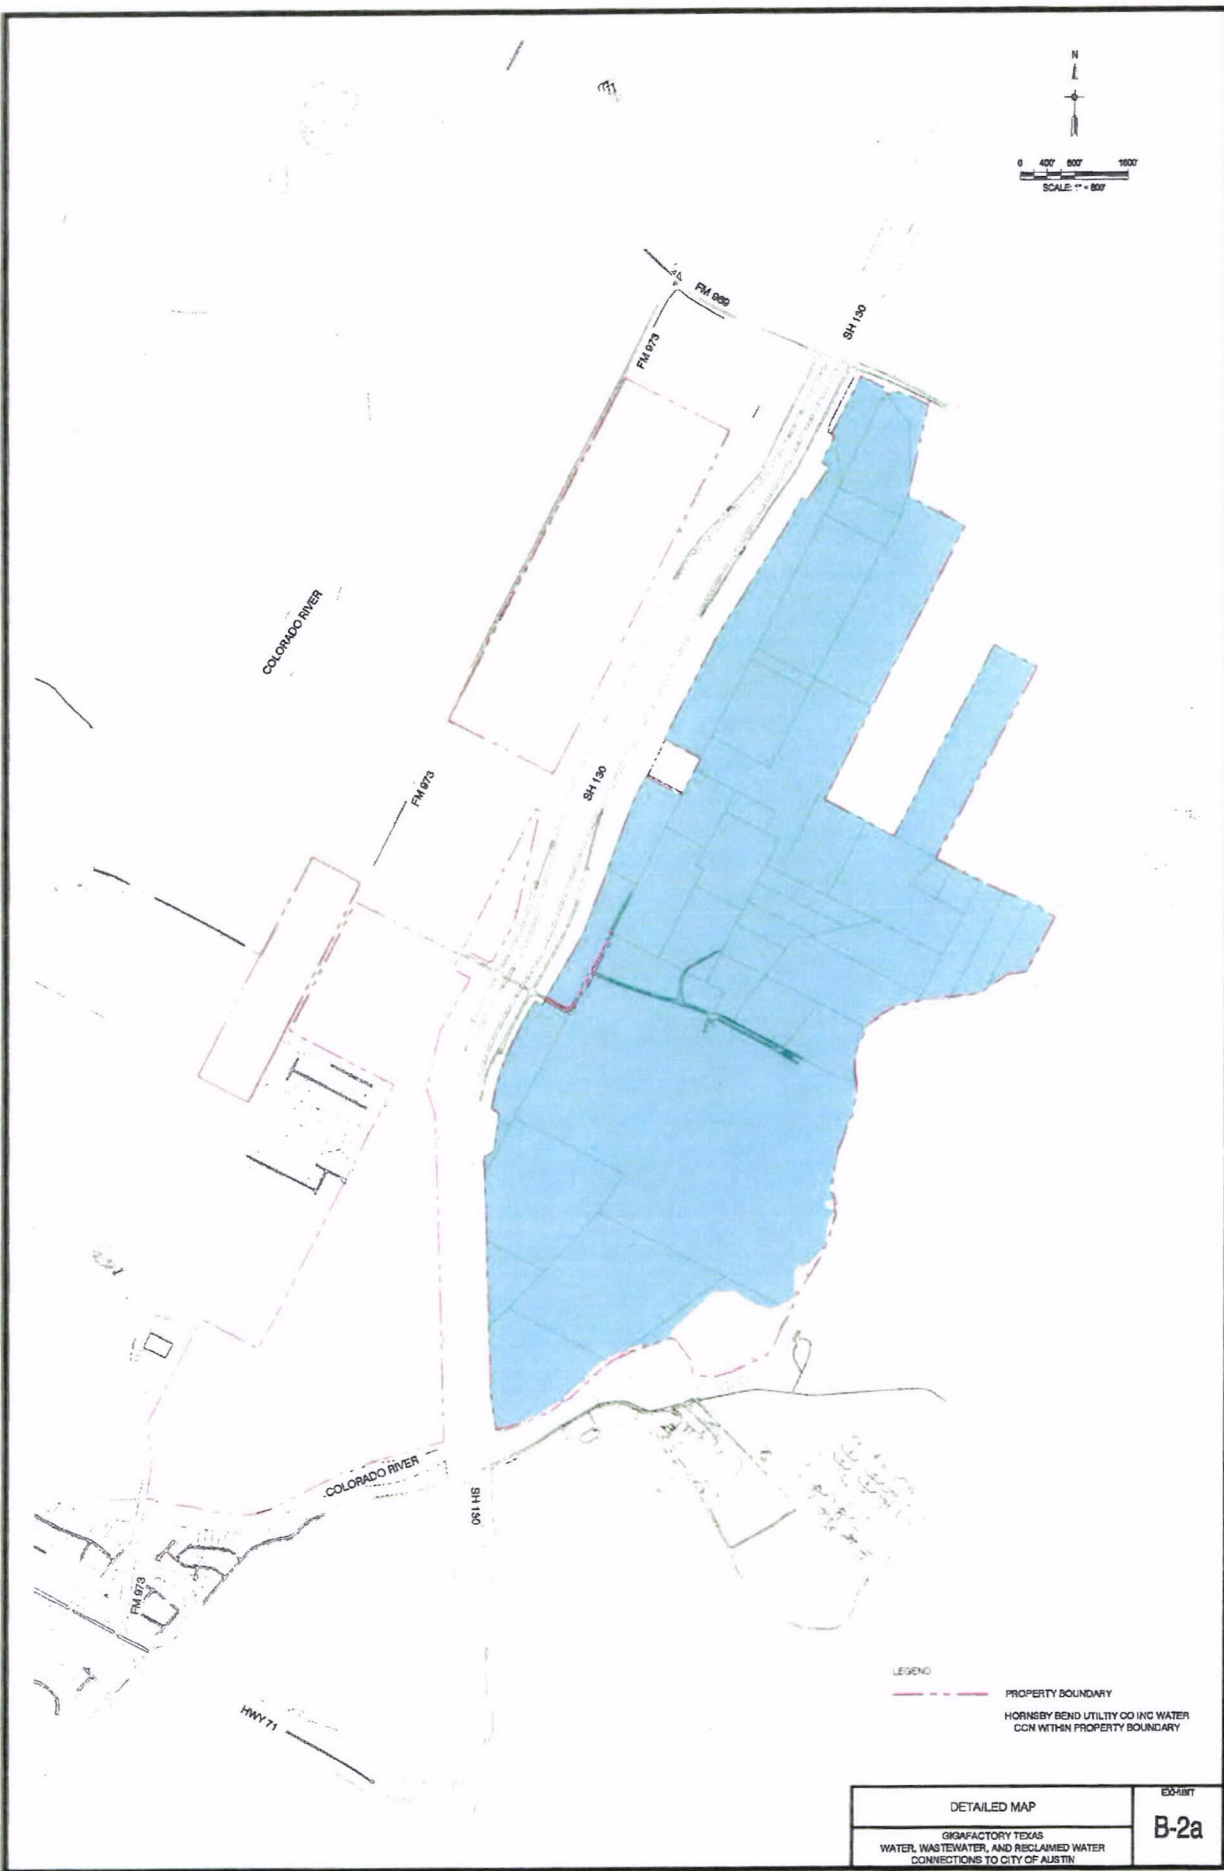 N
0 400' 800' 1600'
SCALE: 1" = 800'
FM 969
SH 130
FM 973
COLORADO RIVER
SH 130
FM 973
COLORADO RIVER
SH 130
FM 973
HWY 71
LEGEND
PROPERTY BOUNDARY
HORNSBY BEND UTILTIY CO INC WATER
CCN WITHIN PROPERTY BOUNDARY
DETAILED MAP
EXHIBIT
B-2a
GIGAFACTORY TEXAS
WATER, WASTEWATER, AND RECLAIMED WATER
CONNECTIONS TO CITY OF AUSTIN